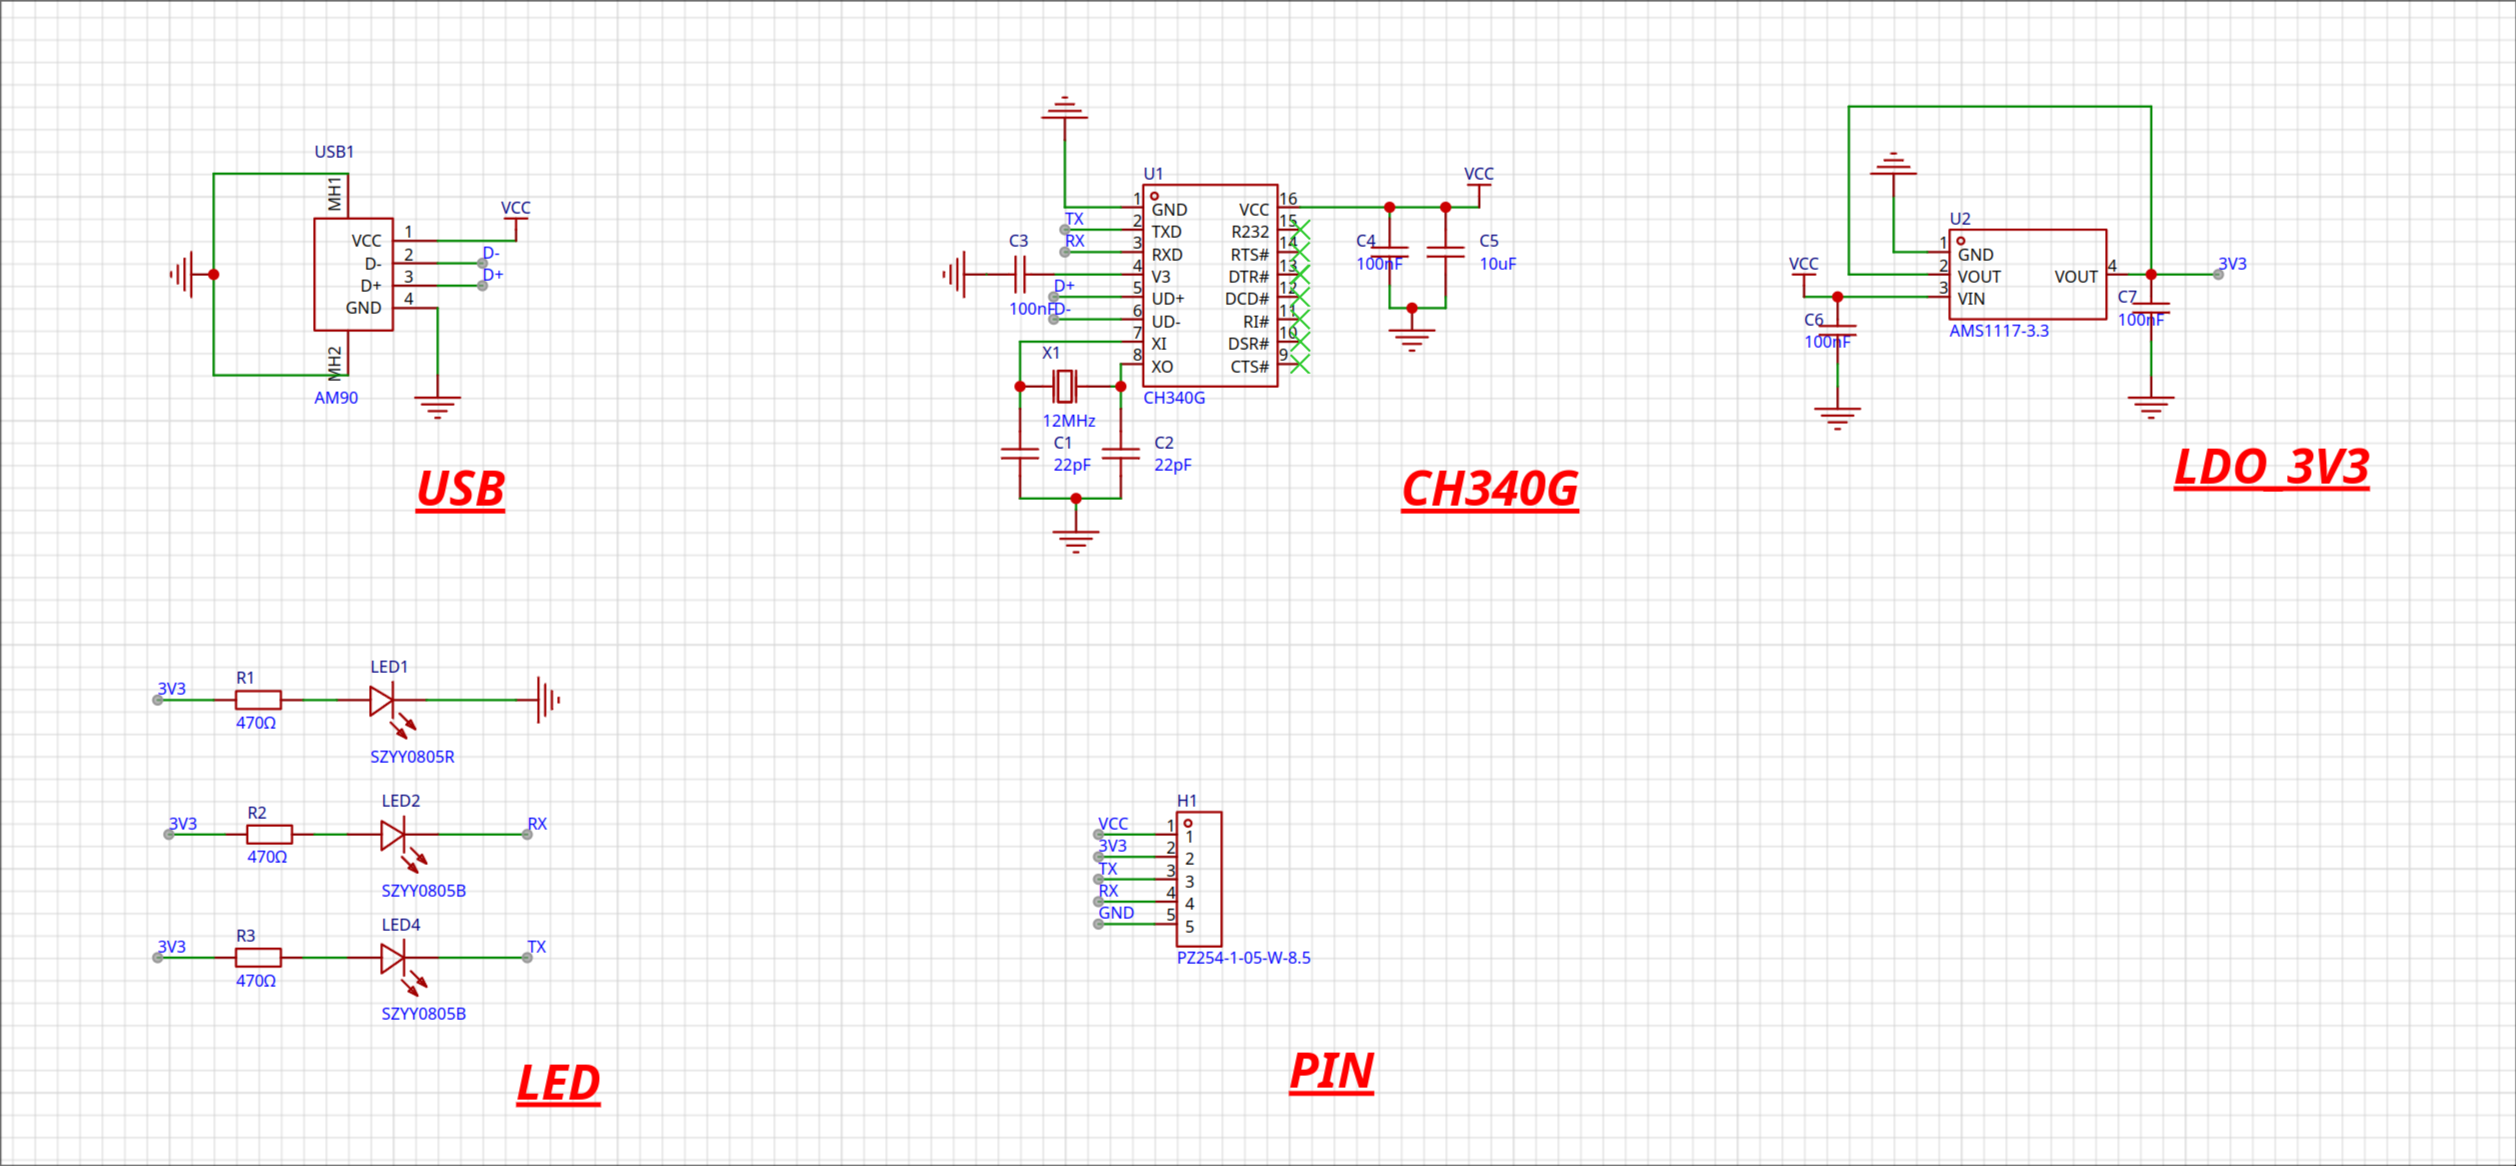 USB1
MH1
VCC
D-
D+
GND
1
2
3
4
MH2
AM90
VCC
D-
D+
USB
U1
1
2
3
4
5
6
7
8
GND
TXD
RXD
V3
UD+
UD-
XI
XO
VCC
R232
RTS#
DTR#
DCD#
RI#
DSR#
CTS#
16
15
14
13
12
11
10
9
CH340G
TX
RX
C3
100nF
D+
D-
X1
12MHz
C1
22pF
C2
22pF
VCC
C4
100nF
C5
10uF
CH340G
U2
1
2
3
GND
VOUT
VIN
VOUT
4
AMS1117-3.3
VCC
C6
100nF
3V3
C7
100nF
LDO_3V3
3V3
R1
470Ω
LED1
SZYY0805R
3V3
R2
470Ω
LED2
SZYY0805B
RX
3V3
R3
470Ω
LED4
SZYY0805B
TX
LED
H1
VCC 1 1
3V3 2 2
TX 3 3
RX 4 4
GND 5 5
PZ254-1-05-W-8.5
PIN